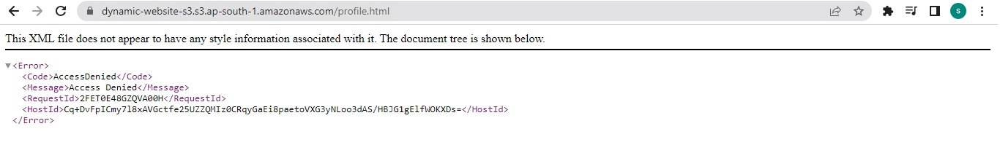 dynamic-website-s3.s3.ap-south-1.amazonaws.com/profile.html
S
This XML file does not appear to have any style information associated with it. The document tree is shown below.
▼<Error>
<Code>AccessDenied</Code>
<Message>Access Denied</Message>
<RequestId>2FET0E48GZQVA00H</RequestId>
<HostId>Cq+DvFpICmy7l8xAVGctfe25UZZQMIz0CRqyGaEi8paetoVXG3yNLoo3dAS/HBJG1gElfWOKXDs=</HostId>
</Error>